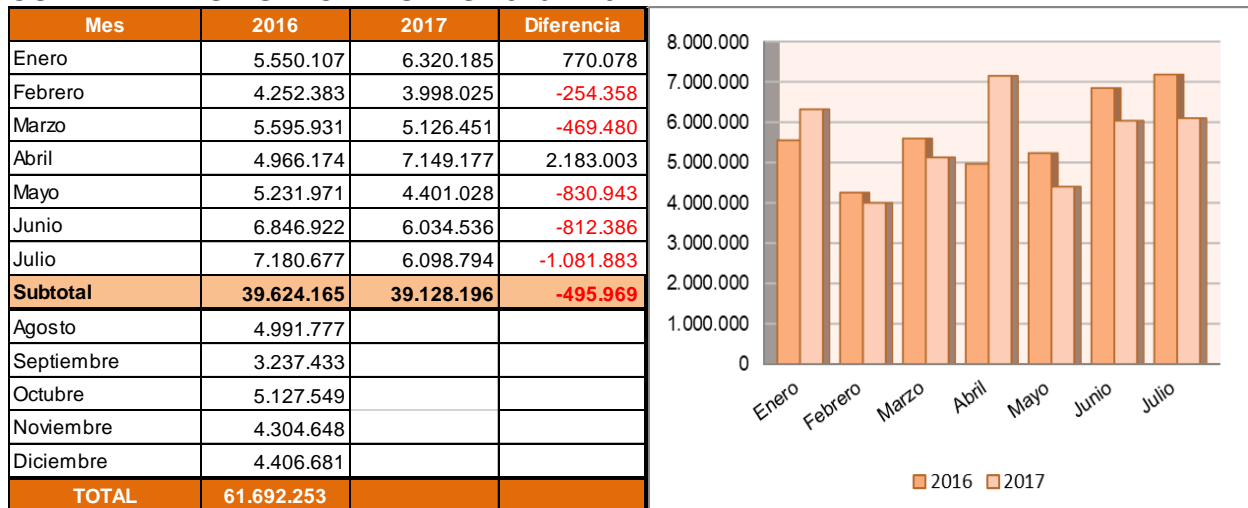 Mes 2016 2017 Diferencia
Enero 5.550.107 6.320.185 770.078
Febrero 4.252.383 3.998.025 -254.358
Marzo 5.595.931 5.126.451 -469.480
Abril 4.966.174 7.149.177 2.183.003
Mayo 5.231.971 4.401.028 -830.943
Junio 6.846.922 6.034.536 -812.386
Julio 7.180.677 6.098.794 -1.081.883
Subtotal 39.624.165 39.128.196 -495.969
Agosto 4.991.777
Septiembre 3.237.433
Octubre 5.127.549
Noviembre 4.304.648
Diciembre 4.406.681
TOTAL 61.692.253
8.000.000
7.000.000
6.000.000
5.000.000
4.000.000
3.000.000
2.000.000
1.000.000
0
Enero Febrero Marzo Abril Mayo Junio Julio
2016 2017